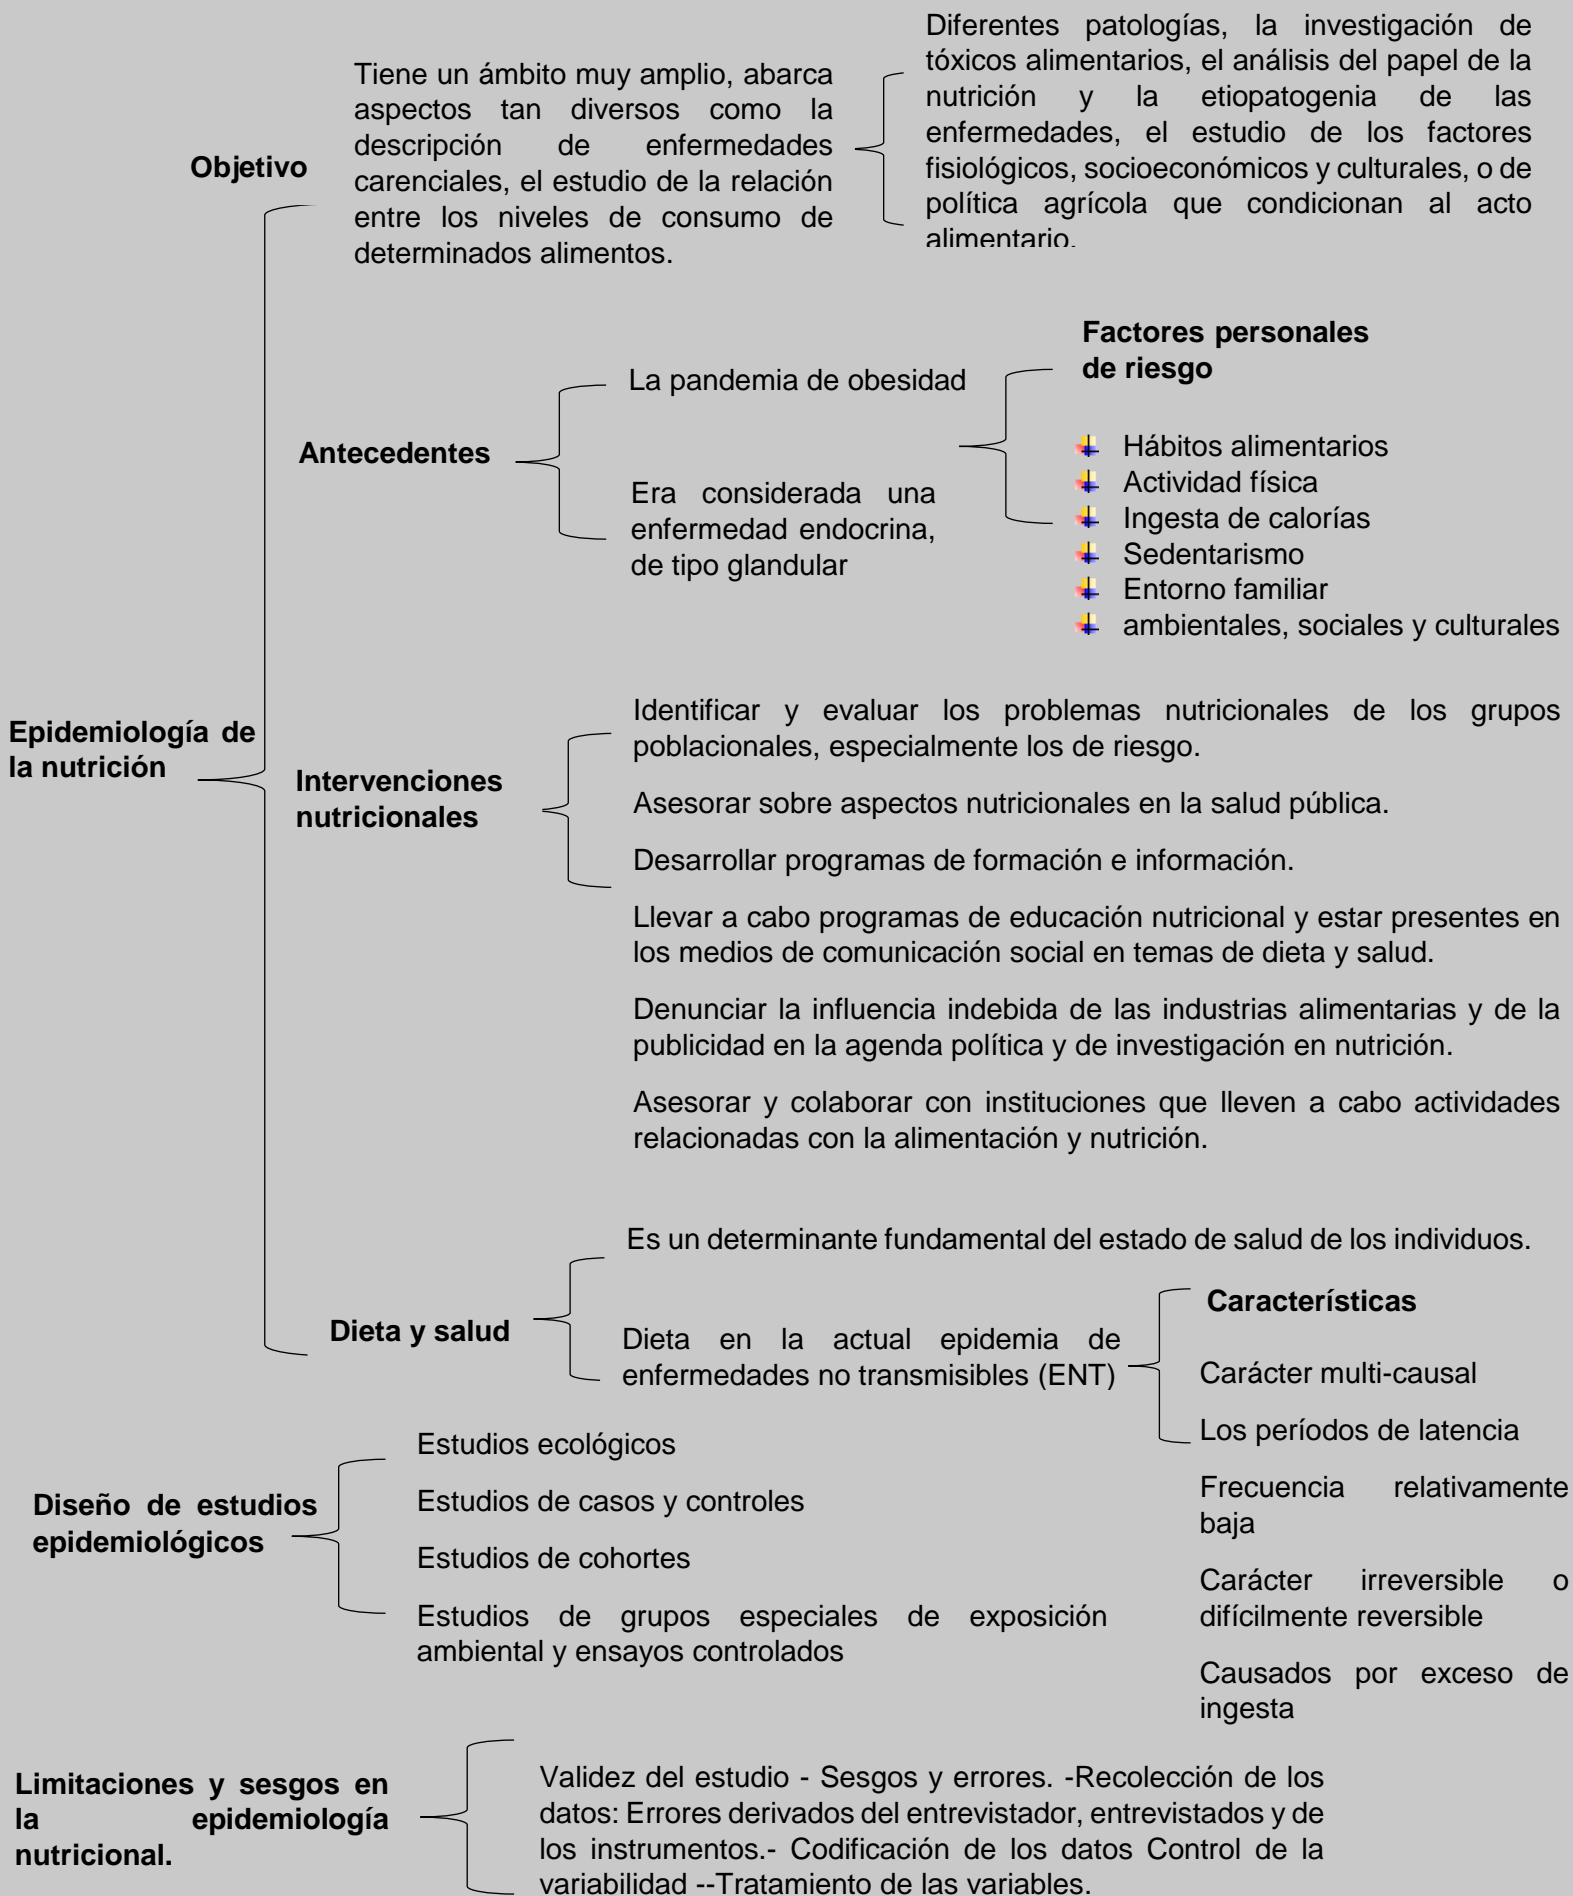 Objetivo
Tiene un ámbito muy amplio, abarca
aspectos tan diversos como la
descripción de enfermedades
carenciales, el estudio de la relación
entre los niveles de consumo de
determinados alimentos.
Diferentes patologías, la investigación de
tóxicos alimentarios, el análisis del papel de la
nutrición y la etiopatogenia de las
enfermedades, el estudio de los factores
fisiológicos, socioeconómicos y culturales, o de
política agrícola que condicionan al acto
alimentario.
Antecedentes
La pandemia de obesidad
Era considerada una
enfermedad endocrina,
de tipo glandular
Factores personales
de riesgo
Hábitos alimentarios
Actividad física
Ingesta de calorías
Sedentarismo
Entorno familiar
ambientales, sociales y culturales
Epidemiología de
la nutrición
Intervenciones
nutricionales
Identificar y evaluar los problemas nutricionales de los grupos
poblacionales, especialmente los de riesgo.
Asesorar sobre aspectos nutricionales en la salud pública.
Desarrollar programas de formación e información.
Llevar a cabo programas de educación nutricional y estar presentes en
los medios de comunicación social en temas de dieta y salud.
Denunciar la influencia indebida de las industrias alimentarias y de la
publicidad en la agenda política y de investigación en nutrición.
Asesorar y colaborar con instituciones que lleven a cabo actividades
relacionadas con la alimentación y nutrición.
Dieta y salud
Es un determinante fundamental del estado de salud de los individuos.
Dieta en la actual epidemia de
enfermedades no transmisibles (ENT)
Características
Carácter multi-causal
Los períodos de latencia
Frecuencia relativamente
baja
Carácter irreversible o
difícilmente reversible
Causados por exceso de
ingesta
Diseño de estudios
epidemiológicos
Estudios ecológicos
Estudios de casos y controles
Estudios de cohortes
Estudios de grupos especiales de exposición
ambiental y ensayos controlados
Limitaciones y sesgos en
la epidemiología
nutricional.
Validez del estudio - Sesgos y errores. -Recolección de los
datos: Errores derivados del entrevistador, entrevistados y de
los instrumentos.- Codificación de los datos Control de la
variabilidad --Tratamiento de las variables.